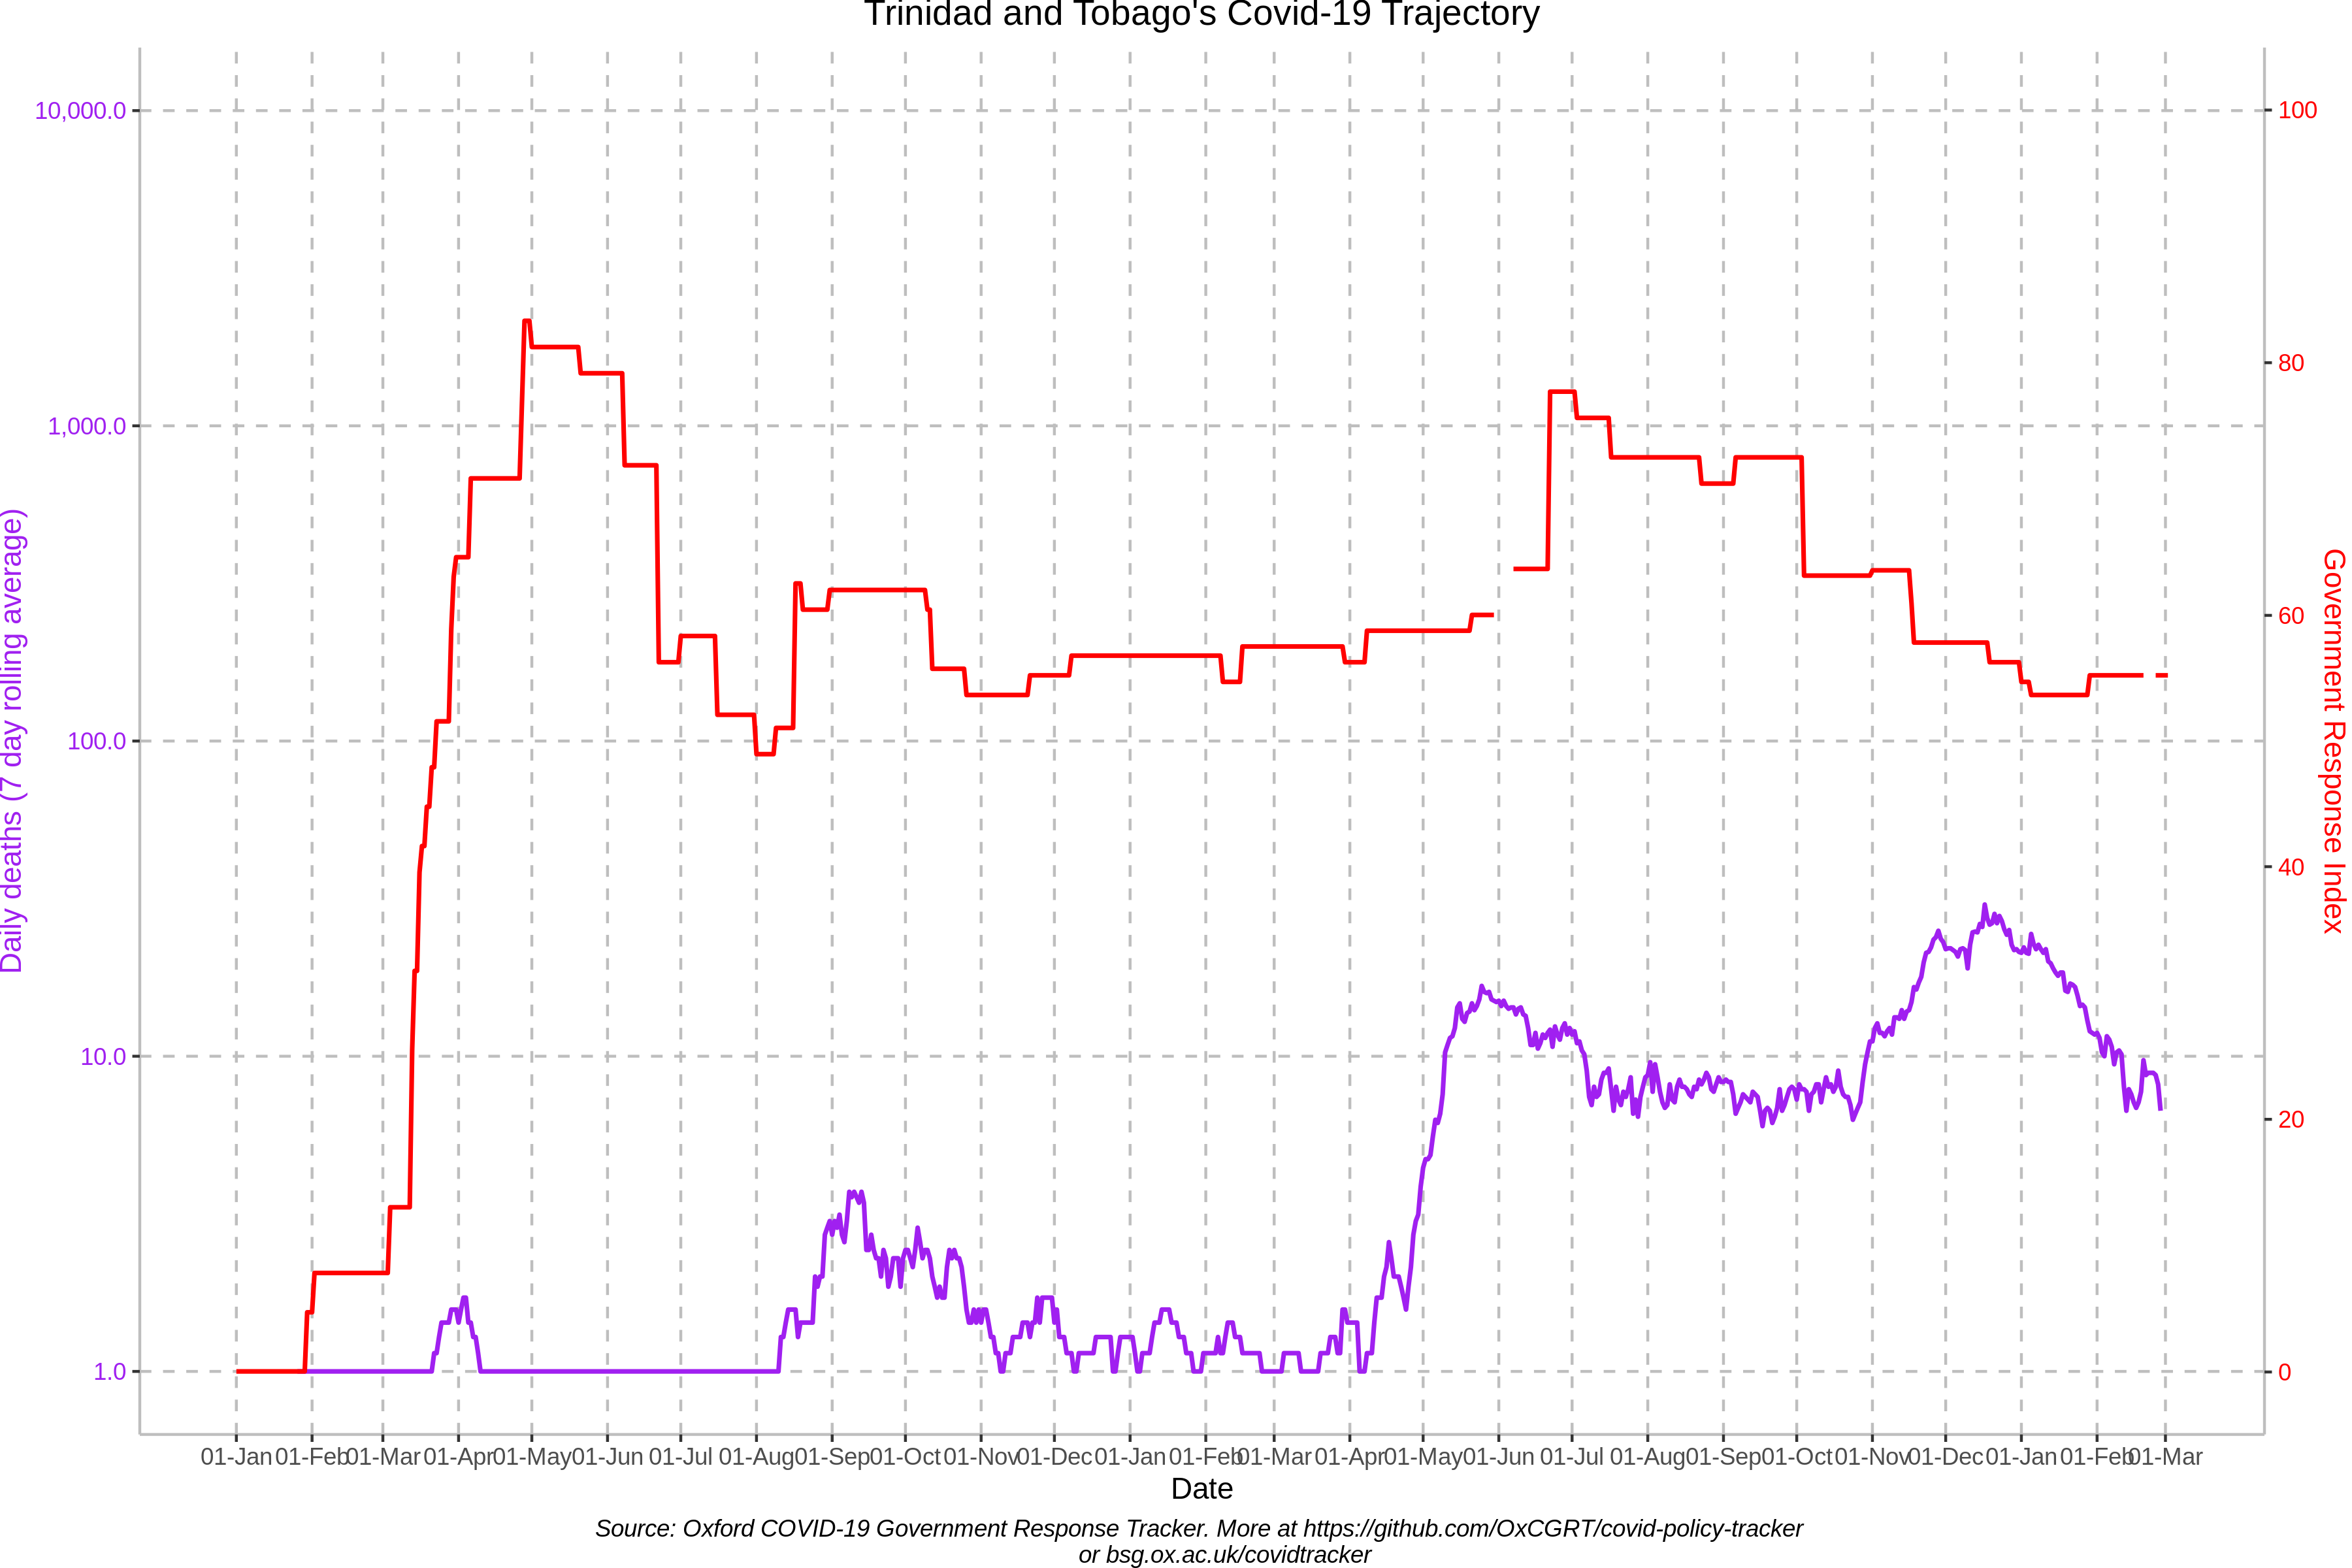 Trinidad and Tobago's Covid-19 Trajectory
10,000.0
1,000.0
100.0
10.0
1.0
Daily deaths (7 day rolling average)
100
80
60
40
20
0
Government Response Index
01-Jan 01-Feb 01-Mar 01-Apr 01-May 01-Jun 01-Jul 01-Aug 01-Sep 01-Oct 01-Nov 01-Dec 01-Jan 01-Feb 01-Mar 01-Apr 01-May 01-Jun 01-Jul 01-Aug 01-Sep 01-Oct 01-Nov 01-Dec 01-Jan 01-Feb 01-Mar
Date
Source: Oxford COVID-19 Government Response Tracker. More at https://github.com/OxCGRT/covid-policy-tracker
or bsg.ox.ac.uk/covidtracker